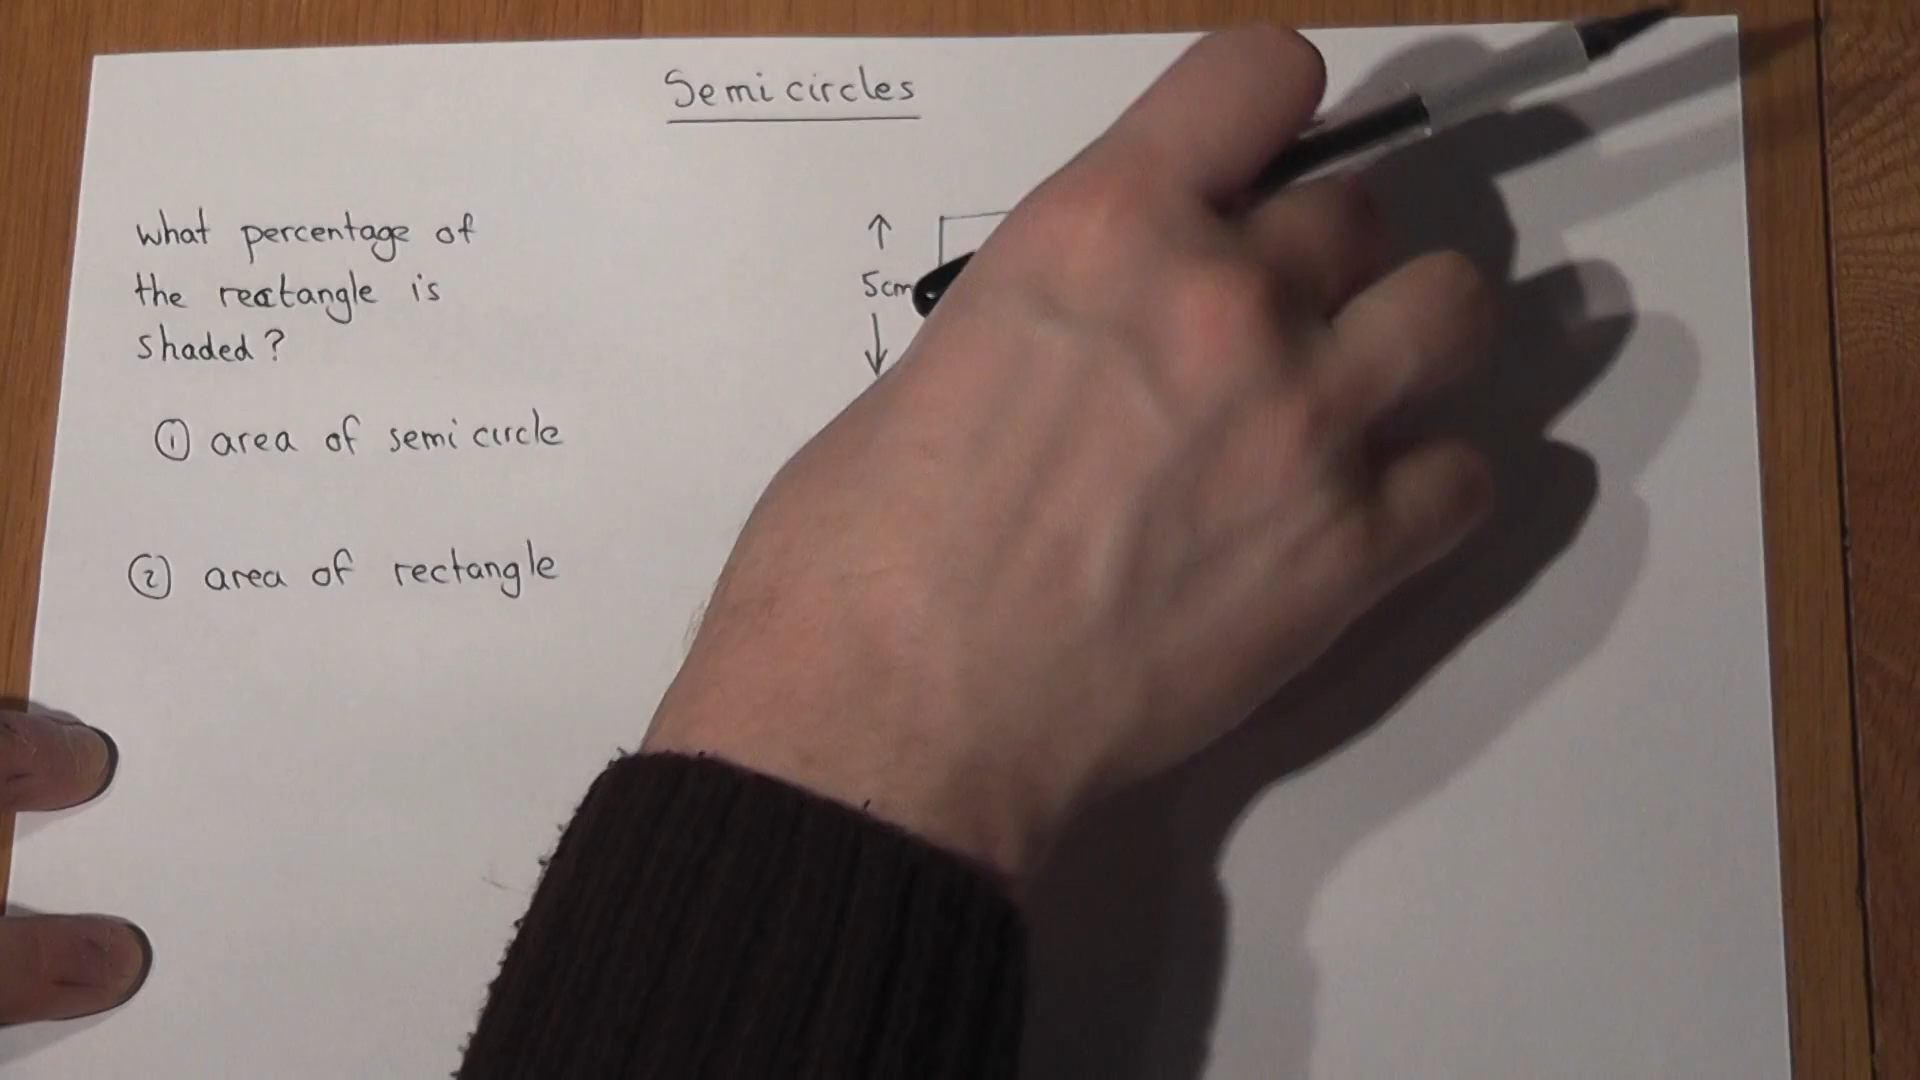 Semicircles
what percentage of
the rectangle is
shaded?
5cm
① area of semicircle
② area of rectangle